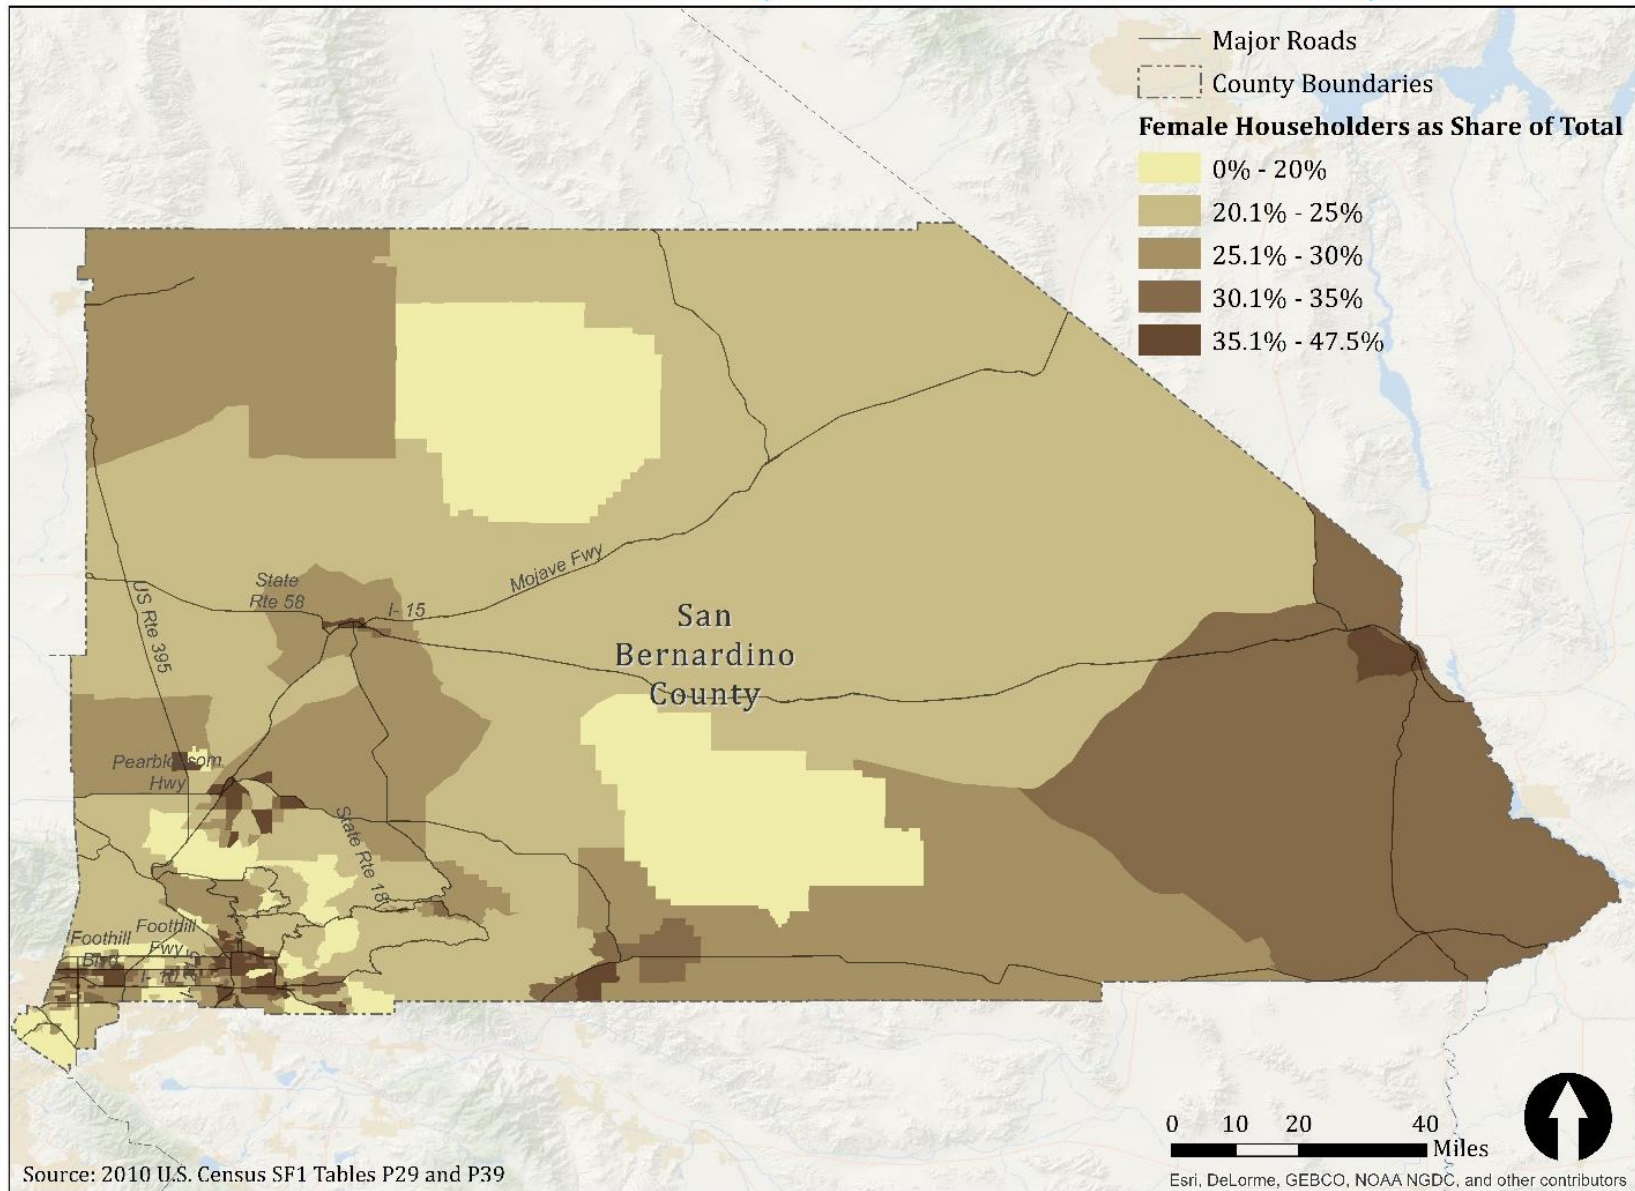 Major Roads
County Boundaries
Female Householders as Share of Total
0% - 20%
20.1% - 25%
25.1% - 30%
30.1% - 35%
35.1% - 47.5%
State
Rte 58
I- 15
Mojave Fwy
US Rte 395
San
Bernardino
County
Pearblossom
Hwy
State Rte 18
Foothill
Blvd
Foothill
Fwy
I- 10
0 10 20 40
Miles
Source: 2010 U.S. Census SF1 Tables P29 and P39
Esri, DeLorme, GEBCO, NOAA NGDC, and other contributors